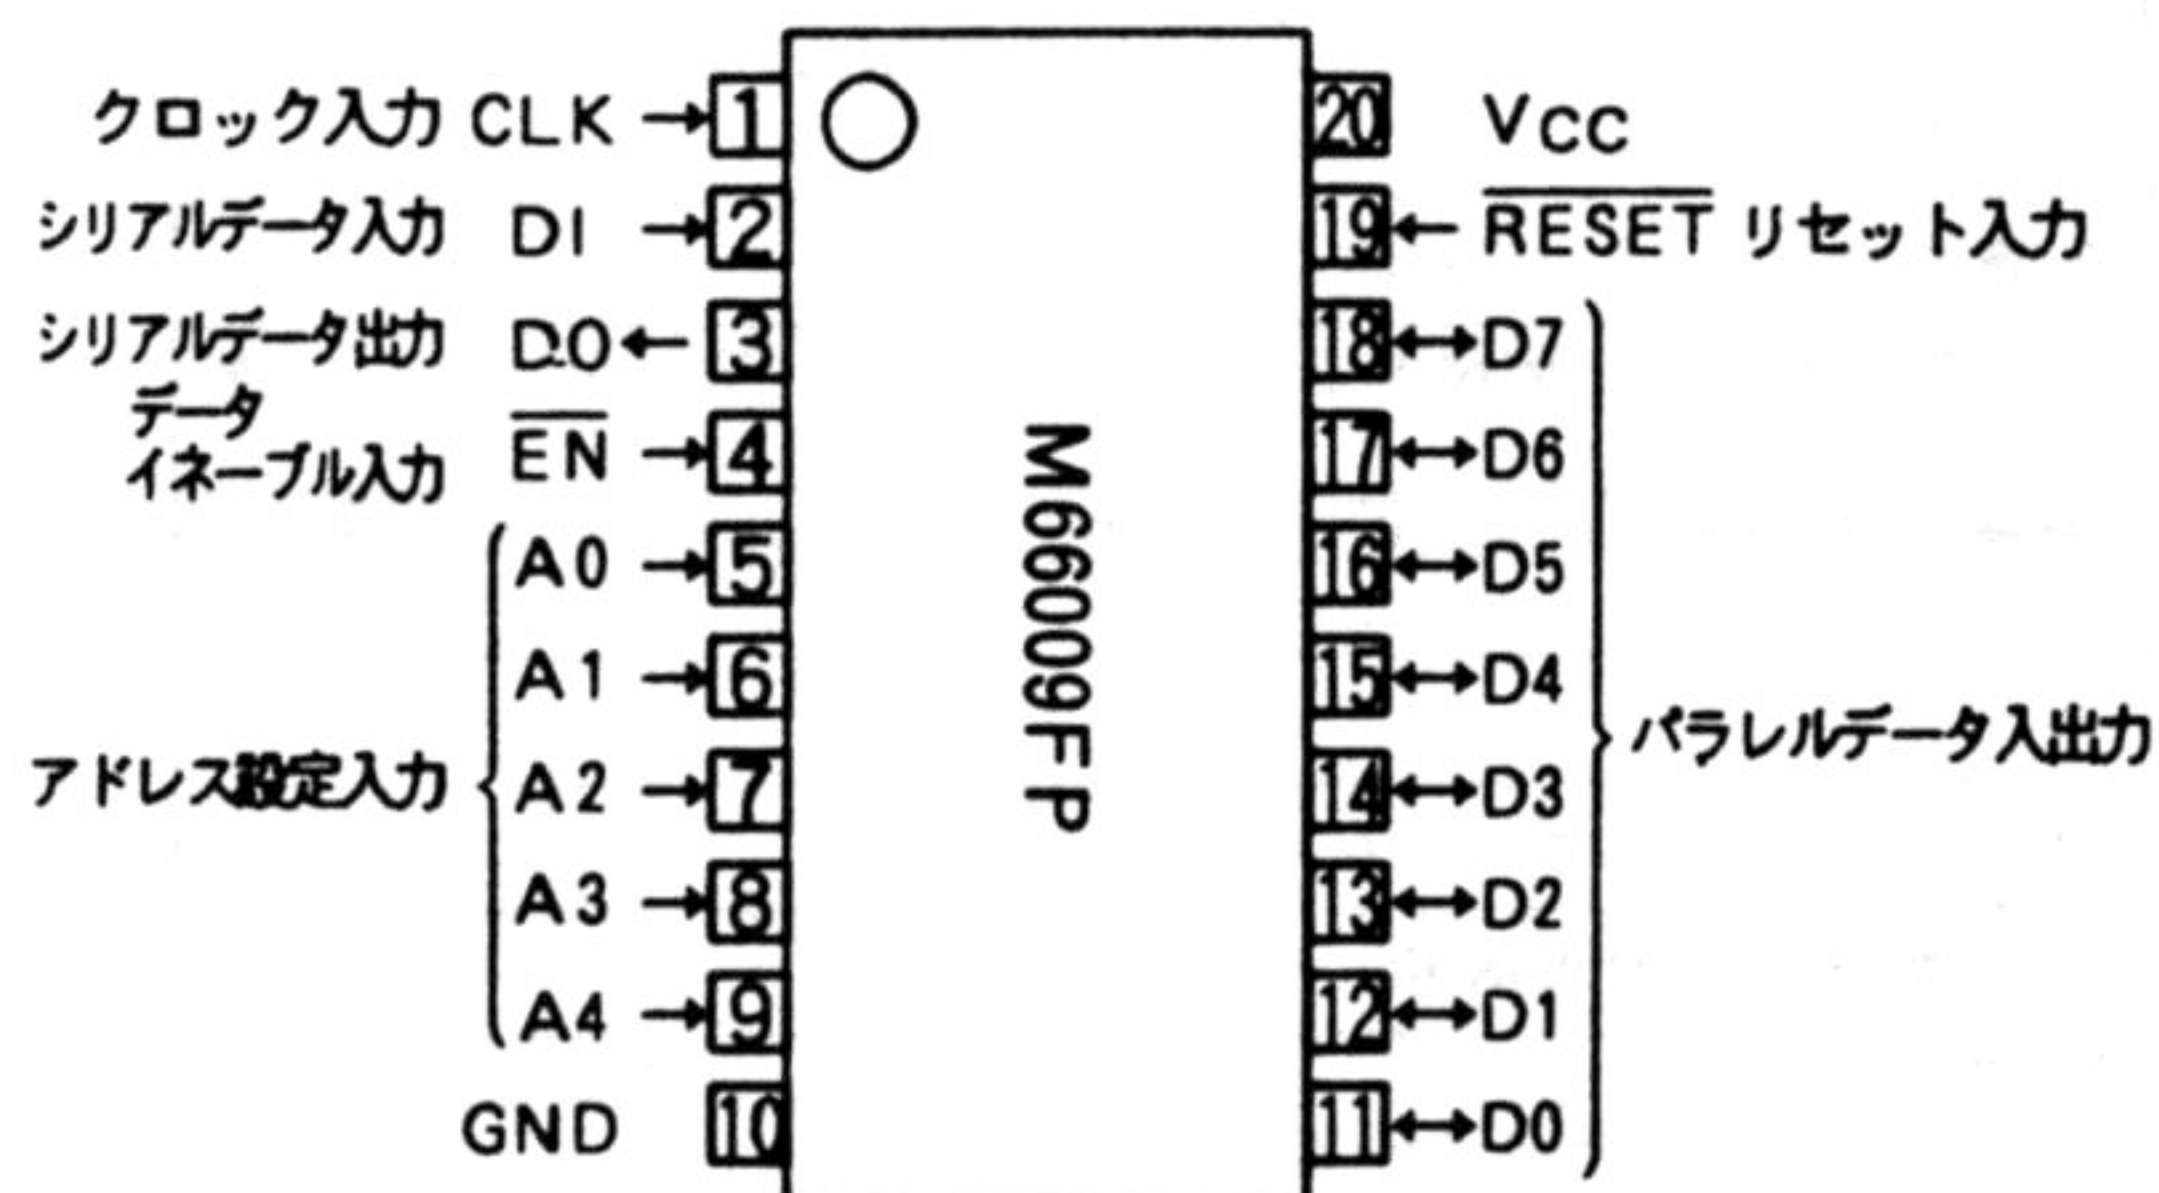 クロック入力 CLK → 1
シリアルデータ入力 DI → 2
シリアルデータ出力 DO ← 3
データ
イネーブル入力 EN → 4
A0 → 5
A1 → 6
アドレス設定入力 A2 → 7
A3 → 8
A4 → 9
GND 10
M66009FP
20 VCC
19 ← RESET リセット入力
18 ↔ D7
17 ↔ D6
16 ↔ D5
15 ↔ D4
パラレルデータ入出力
14 ↔ D3
13 ↔ D2
12 ↔ D1
11 ↔ D0